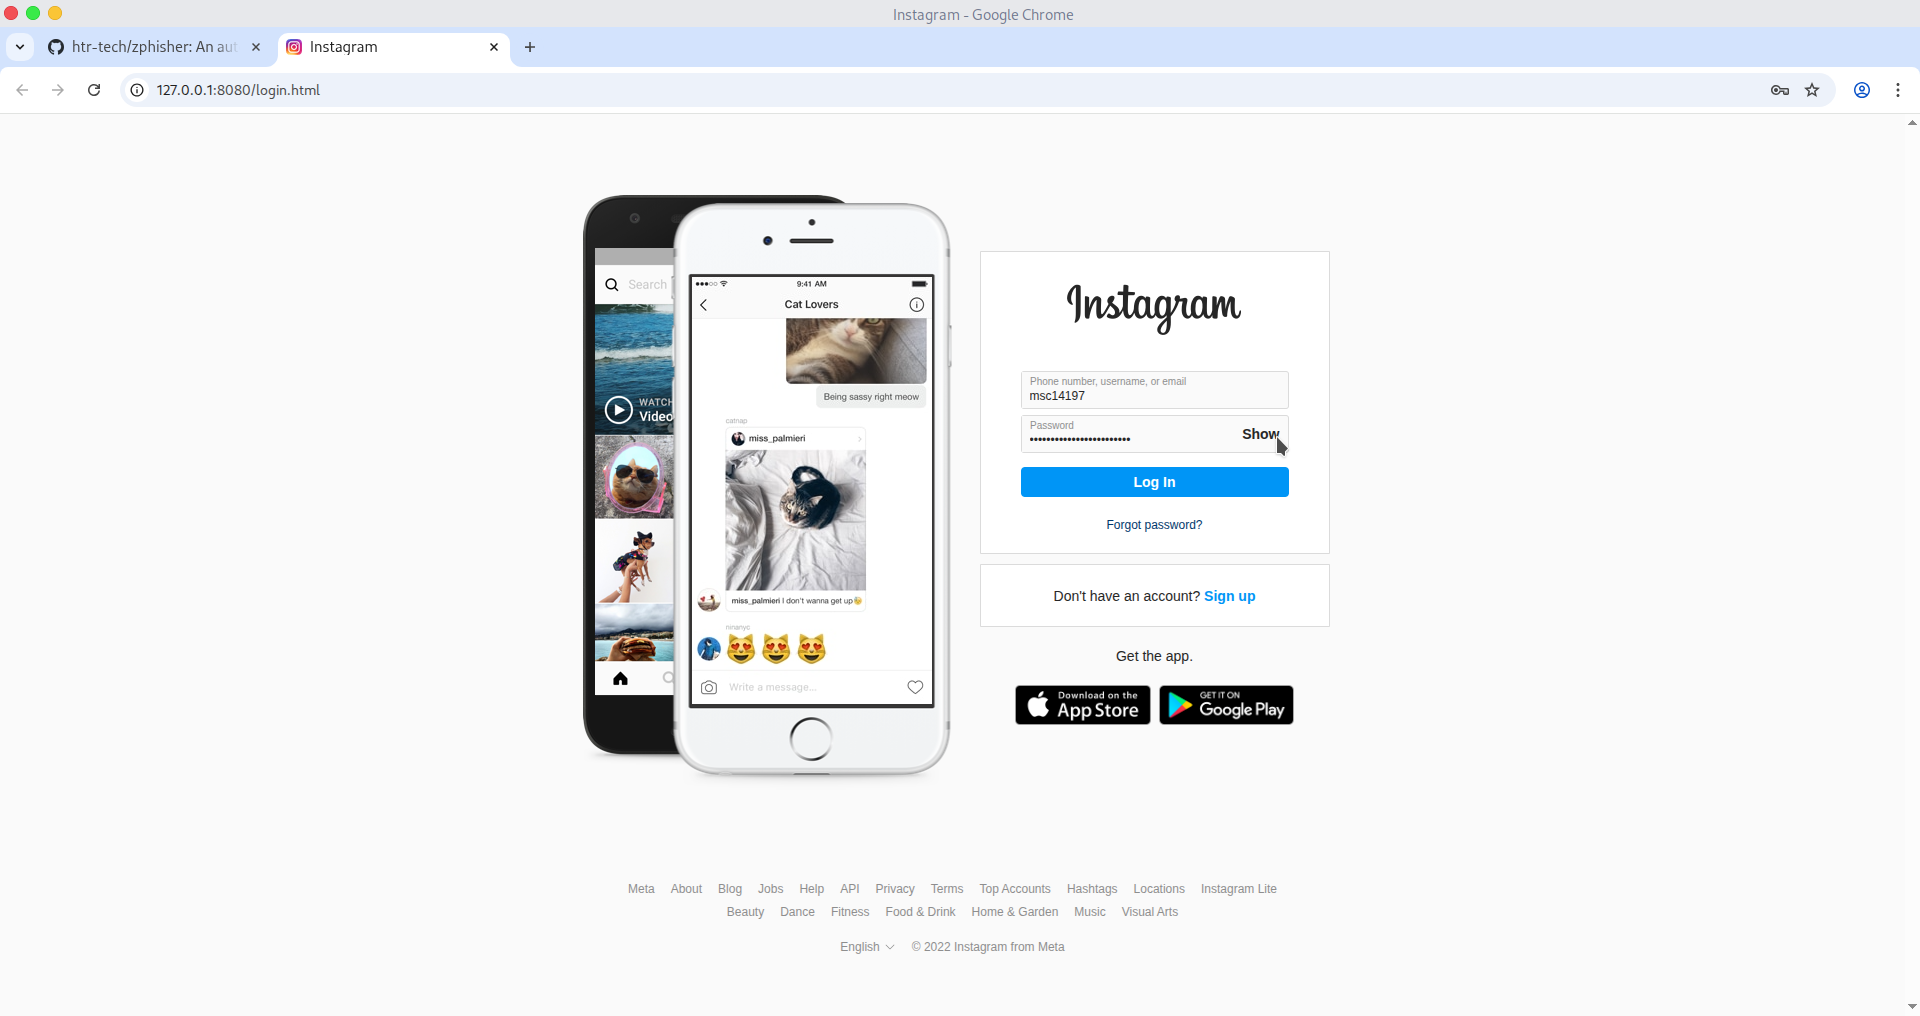 Instagram - Google Chrome
htr-tech/zphisher: An aut
Instagram
127.0.0.1:8080/login.html
Search
WATCH
Video
9:41 AM
Cat Lovers
Being sassy right meow
catnap
miss_palmieri
miss_palmieri I don't wanna get up😴
ninanyc
😻 😻 😻
Write a message...
Instagram
Phone number, username, or email
msc14197
Password
••••••••••••••••••••••••
Show
Log In
Forgot password?
Don't have an account? Sign up
Get the app.
Download on the
App Store
GET IT ON
Google Play
Meta About Blog Jobs Help API Privacy Terms Top Accounts Hashtags Locations Instagram Lite
Beauty Dance Fitness Food & Drink Home & Garden Music Visual Arts
English © 2022 Instagram from Meta